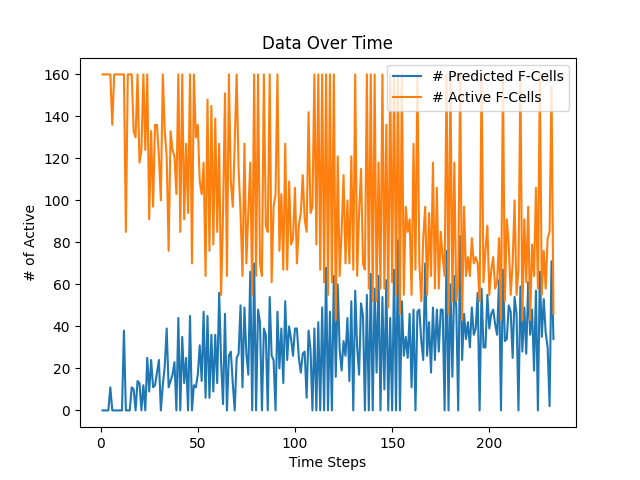 Data Over Time
# Predicted F-Cells
# Active F-Cells
# of Active
160
140
120
100
80
60
40
20
0
0 50 100 150 200
Time Steps